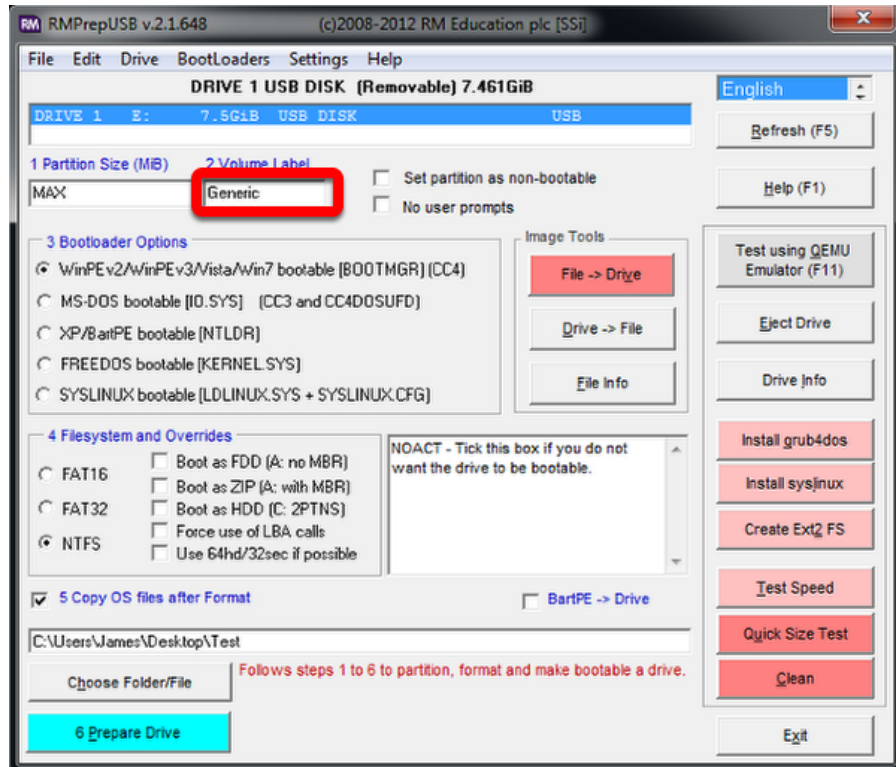 RM RMPrepUSB v.2.1.648 (c)2008-2012 RM Education plc [SSi]
File Edit Drive BootLoaders Settings Help
DRIVE 1 USB DISK (Removable) 7.461GiB
English
DRIVE 1 E: 7.5GiB USB DISK USB
Refresh (F5)
1 Partition Size (MiB) 2 Volume Label
MAX
Generic
Set partition as non-bootable
No user prompts
Help (F1)
3 Bootloader Options
WinPEv2/WinPEv3/Vista/Win7 bootable [BOOTMGR] (CC4)
MS-DOS bootable [IO.SYS] (CC3 and CC4DOSUFD)
XP/BartPE bootable [NTLDR]
FREEDOS bootable [KERNEL.SYS]
SYSLINUX bootable [LDLINUX.SYS + SYSLINUX.CFG]
Image Tools
File -> Drive
Drive -> File
File Info
Test using QEMU
Emulator (F11)
Eject Drive
Drive Info
4 Filesystem and Overrides
FAT16
FAT32
NTFS
Boot as FDD (A: no MBR)
Boot as ZIP (A: with MBR)
Boot as HDD (C: 2PTNS)
Force use of LBA calls
Use 64hd/32sec if possible
NOACT - Tick this box if you do not
want the drive to be bootable.
Install grub4dos
Install syslinux
Create Ext2 FS
5 Copy OS files after Format
BartPE -> Drive
Test Speed
Quick Size Test
Clean
C:\Users\James\Desktop\Test
Choose Folder/File
Follows steps 1 to 6 to partition, format and make bootable a drive.
6 Prepare Drive
Exit